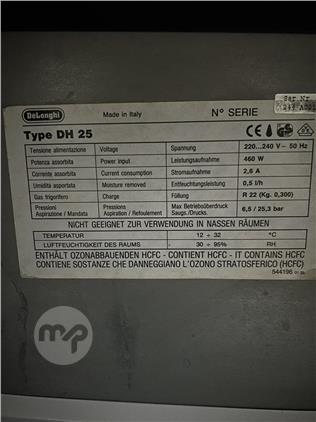 DeLonghi
Made in Italy
N° SERIE
Ser.Nr.
Type DH 25
Tensione alimentazione Voltage Spannung 220...240 V~ 50 Hz
Potenza assorbita Power input Leistungsaufnahme 460 W
Corrente assorbita Current consumption Stromaufnahme 2,6 A
Umidita asportata Moisture removed Entfeuchtungsleistung 0,5 l/h
Gas frigorifero Charge Füllung R 22 (Kg. 0,300)
Pressioni Pressions Max Betriebsüberdruck 6,5 / 25,3 bar
Aspirazione / Mandata Aspiration / Refoulement Saugs./Drucks.
NICHT GEEIGNET ZUR VERWENDUNG IN NASSEN RÄUMEN
TEMPERATUR 12 ÷ 32 °C
LUFTFEUCHTIGKEIT DES RAUMS 30 ÷ 95% RH
ENTHÄLT OZONABBAUENDEN HCFC - CONTIENT HCFC - IT CONTAINS HCFC
CONTIENE SOSTANZE CHE DANNEGGIANO L'OZONO STRATOSFERICO (HCFC)
544196
mp